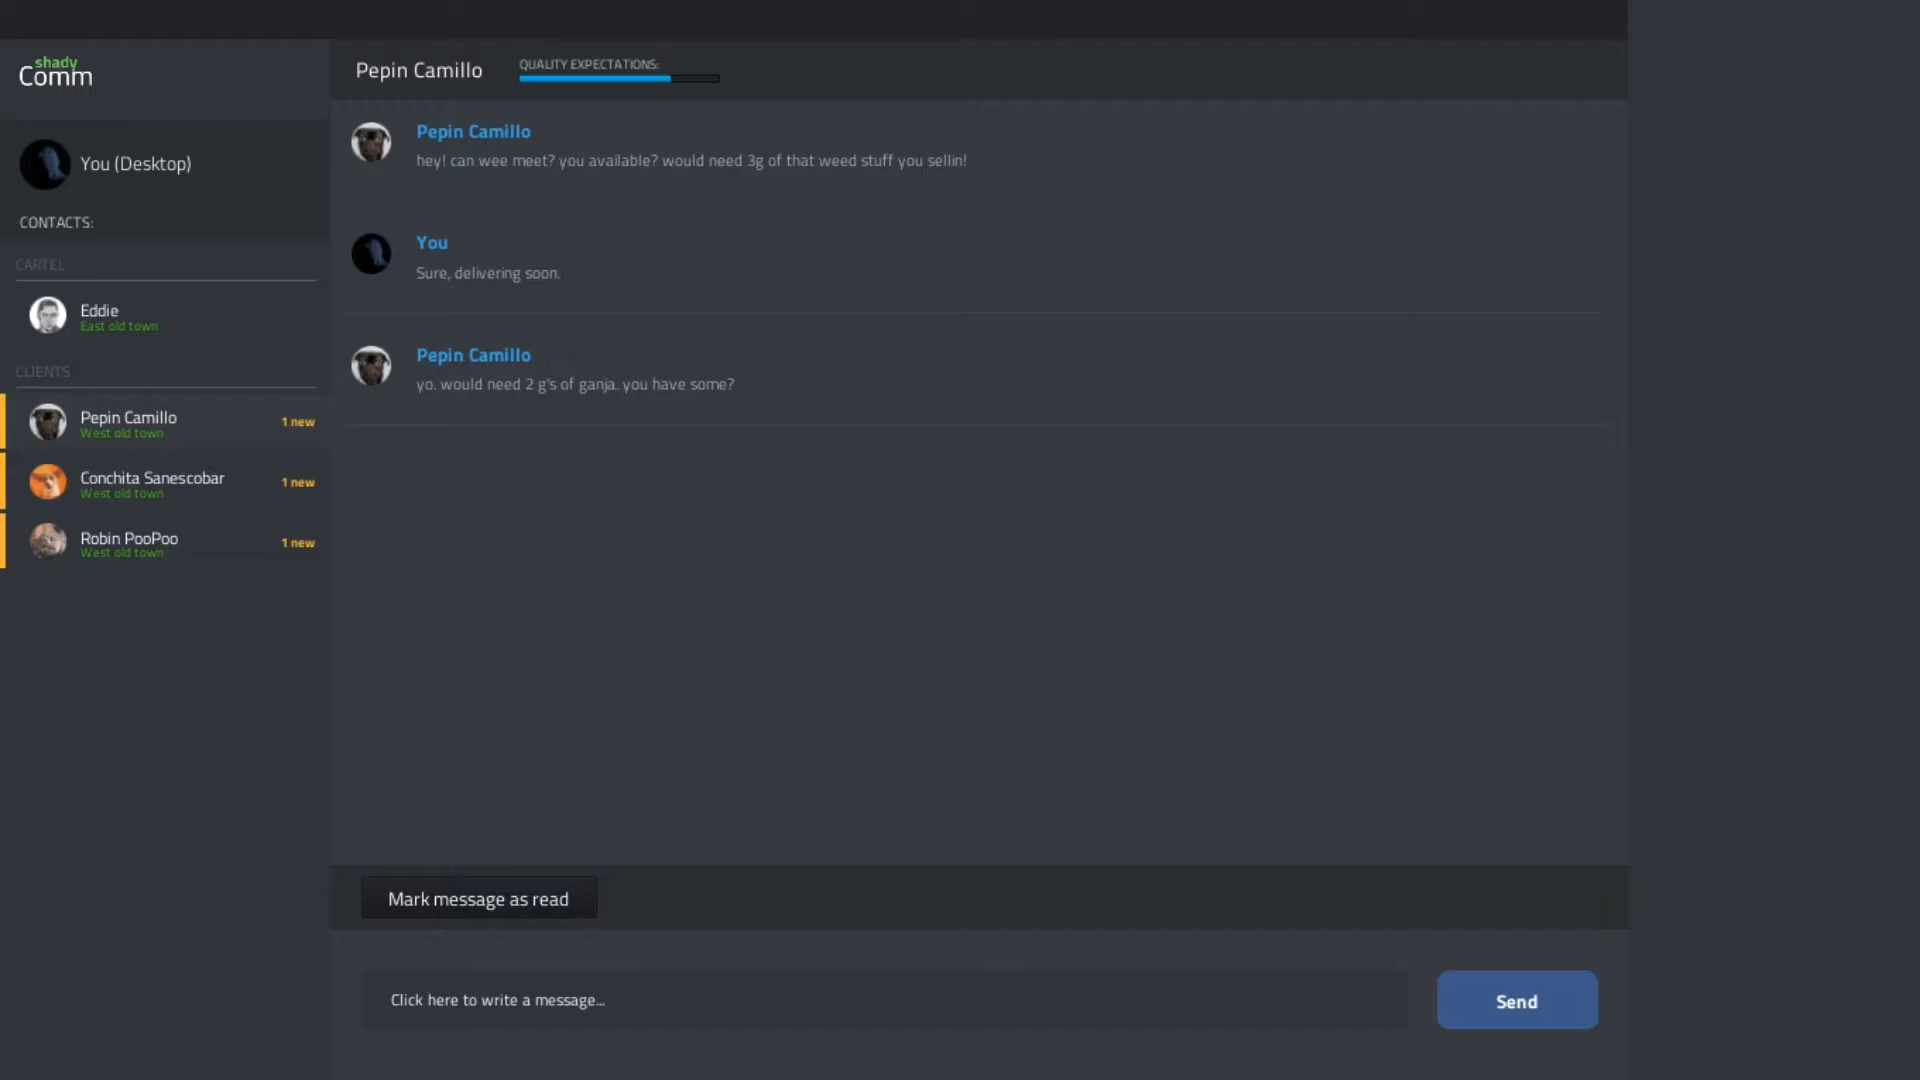 shady
Comm
You (Desktop)
CONTACTS:
CARTEL
Eddie
East old town
CLIENTS
Pepin Camillo
West old town
1 new
Conchita Sanescobar
West old town
1 new
Robin PooPoo
West old town
1 new
Pepin Camillo
QUALITY EXPECTATIONS:
Pepin Camillo
hey! can wee meet? you available? would need 3g of that weed stuff you sellin!
You
Sure, delivering soon.
Pepin Camillo
yo. would need 2 g's of ganja. you have some?
Mark message as read
Click here to write a message...
Send